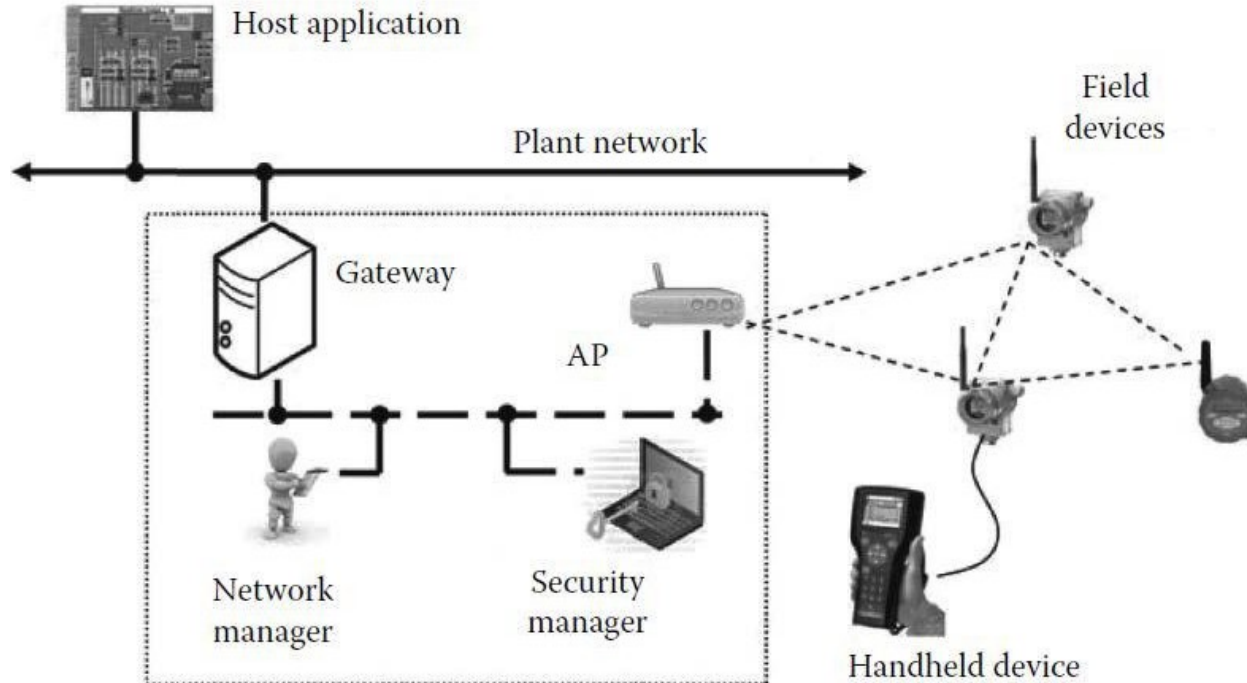 Host application
Field
devices
Plant network
Gateway
AP
Network
manager
Security
manager
Handheld device